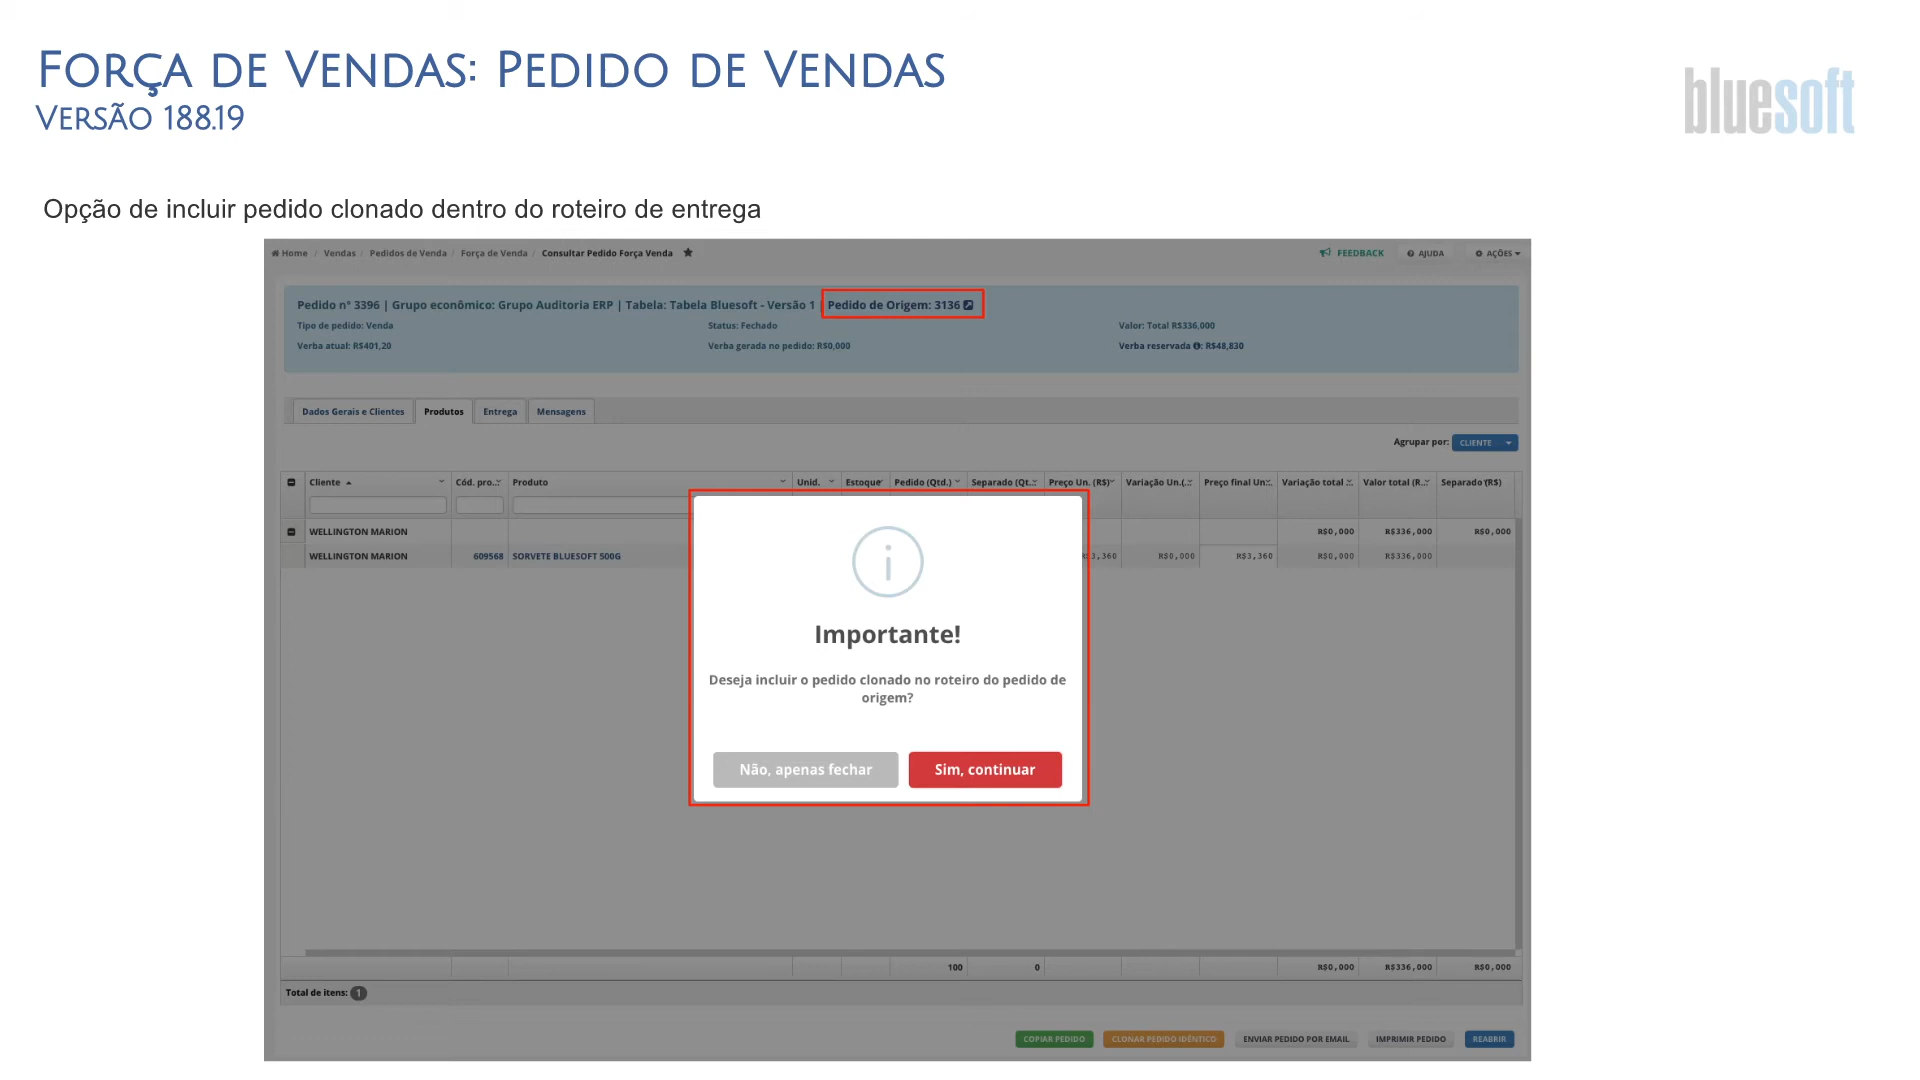 Força de Vendas: Pedido de Vendas
Versão 188.19
bluesoft
Opção de incluir pedido clonado dentro do roteiro de entrega
Home / Vendas / Pedidos de Venda / Força de Venda / Consultar Pedido Força Venda
FEEDBACK AJUDA AÇÕES
Pedido nº 3396 | Grupo econômico: Grupo Auditoria ERP | Tabela: Tabela Bluesoft - Versão 1 | Pedido de Origem: 3136
Tipo de pedido: Venda Status: Fechado Valor: Total R$336,000
Verba atual: R$401,20 Verba gerada no pedido: R$0,000 Verba reservada : R$48,830
Dados Gerais e Clientes Produtos Entrega Mensagens
Agrupar por: CLIENTE
Cliente Cód. pro... Produto Unid. Estoque Pedido (Qtd.) Separado (Qt... Preço Un. (R$) Variação Un.(... Preço final Un... Variação total ... Valor total (R... Separado (R$)
WELLINGTON MARION R$0,000 R$336,000 R$0,000
WELLINGTON MARION 609568 SORVETE BLUESOFT 500G 3,360 R$0,000 R$3,360 R$0,000 R$336,000
Importante!
Deseja incluir o pedido clonado no roteiro do pedido de
origem?
Não, apenas fechar Sim, continuar
100 0 R$0,000 R$336,000 R$0,000
Total de itens: 1
COPIAR PEDIDO CLONAR PEDIDO IDÊNTICO ENVIAR PEDIDO POR EMAIL IMPRIMIR PEDIDO REABRIR